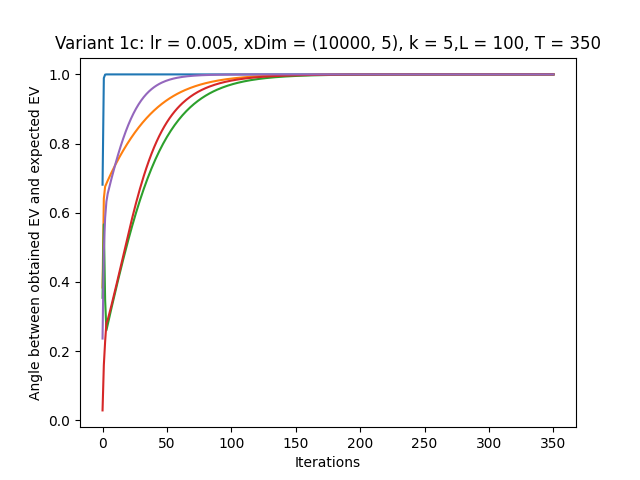 Variant 1c: lr = 0.005, xDim = (10000, 5), k = 5,L = 100, T = 350
Angle between obtained EV and expected EV
1.0
0.8
0.6
0.4
0.2
0.0
0 50 100 150 200 250 300 350
Iterations